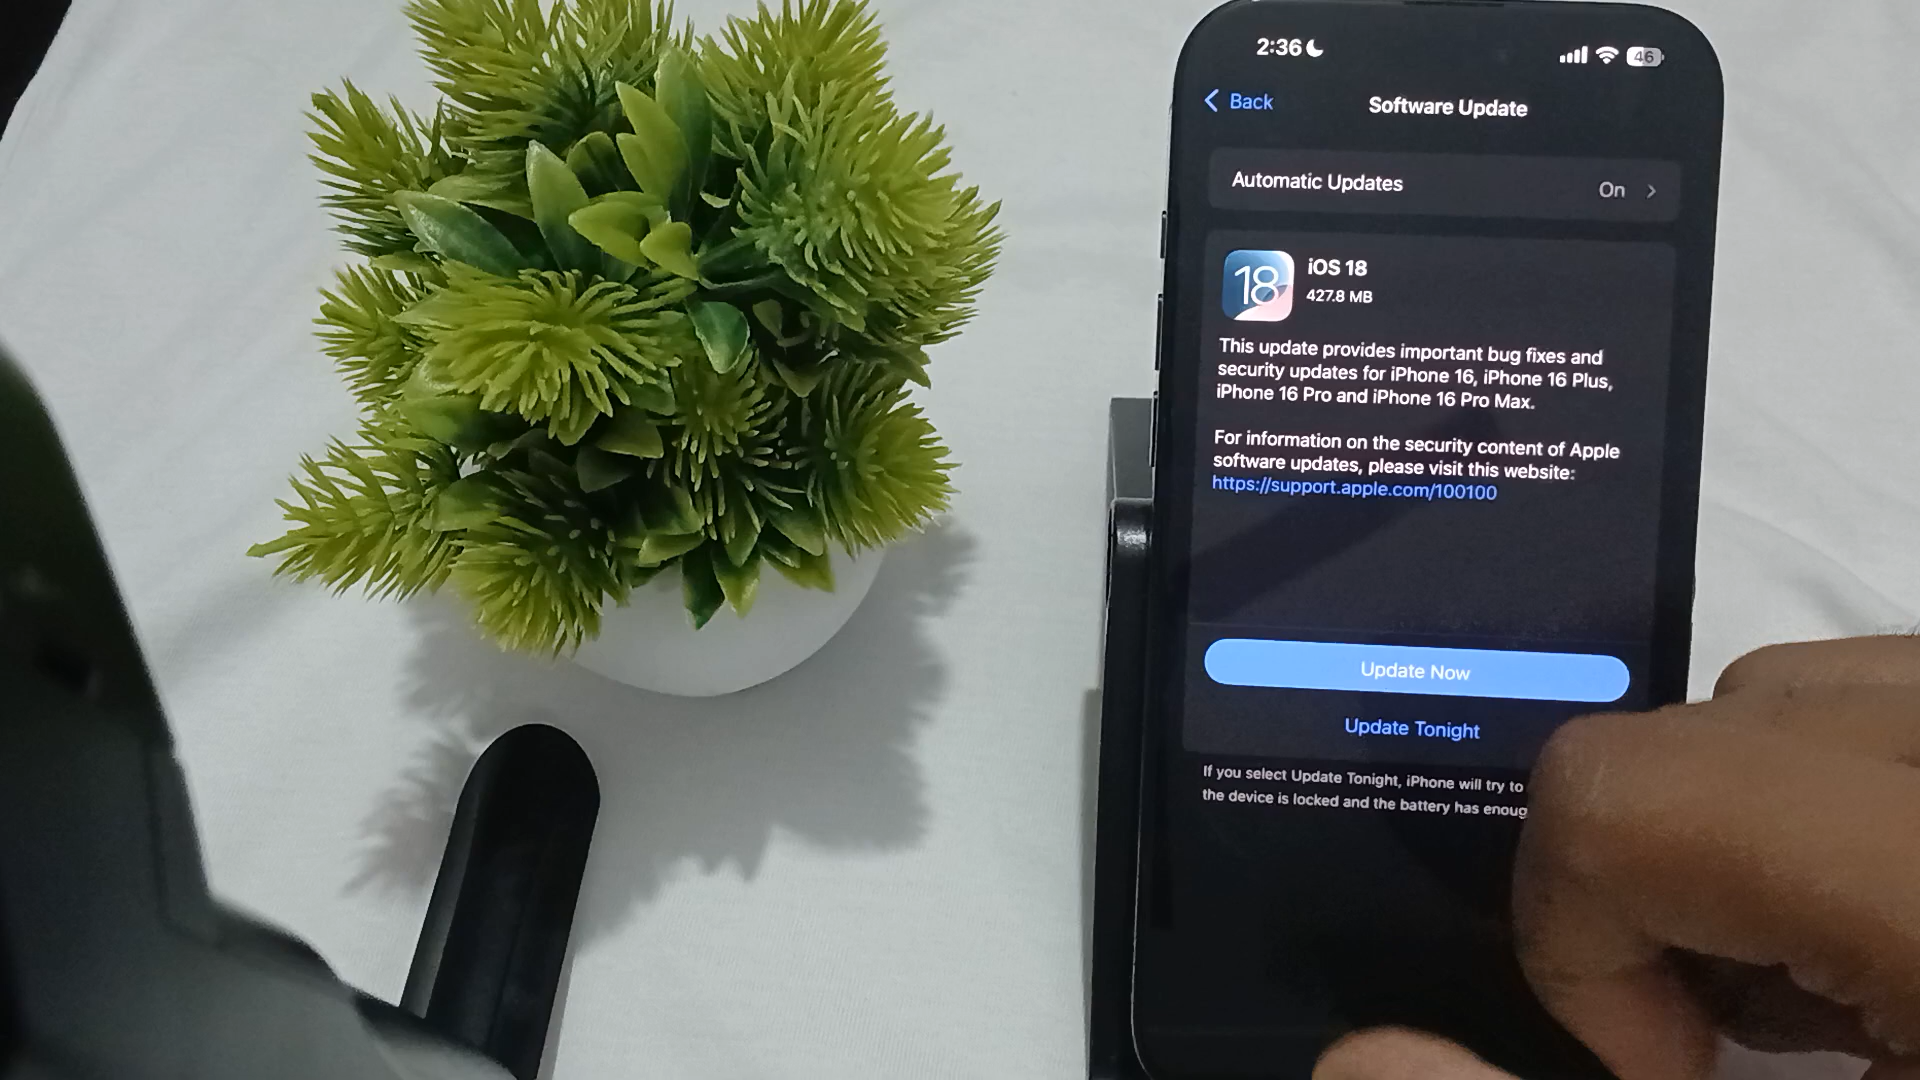 2:36
46
Back
Software Update
Automatic Updates
On
18
iOS 18
427.8 MB
This update provides important bug fixes and
security updates for iPhone 16, iPhone 16 Plus,
iPhone 16 Pro and iPhone 16 Pro Max.
For information on the security content of Apple
software updates, please visit this website:
https://support.apple.com/100100
Update Now
Update Tonight
If you select Update Tonight, iPhone will try to
the device is locked and the battery has enoug